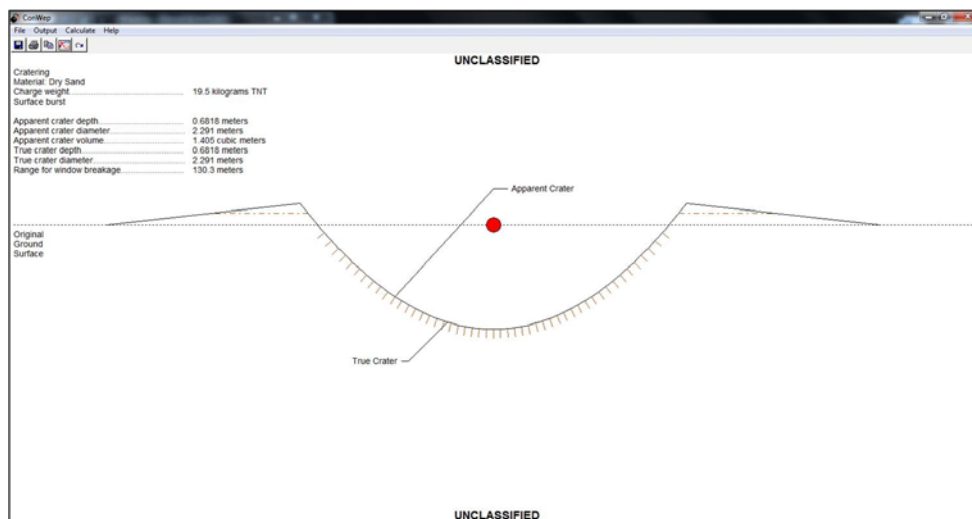 ConWep
File Output Calculate Help
UNCLASSIFIED
Cratering
Material: Dry Sand
Charge weight............................................ 19.5 kilograms TNT
Surface burst
Apparent crater depth................................. 0.6818 meters
Apparent crater diameter............................ 2.291 meters
Apparent crater volume.............................. 1.405 cubic meters
True crater depth........................................ 0.6818 meters
True crater diameter................................... 2.291 meters
Range for window breakage....................... 130.3 meters
Apparent Crater
Original
Ground
Surface
True Crater
UNCLASSIFIED